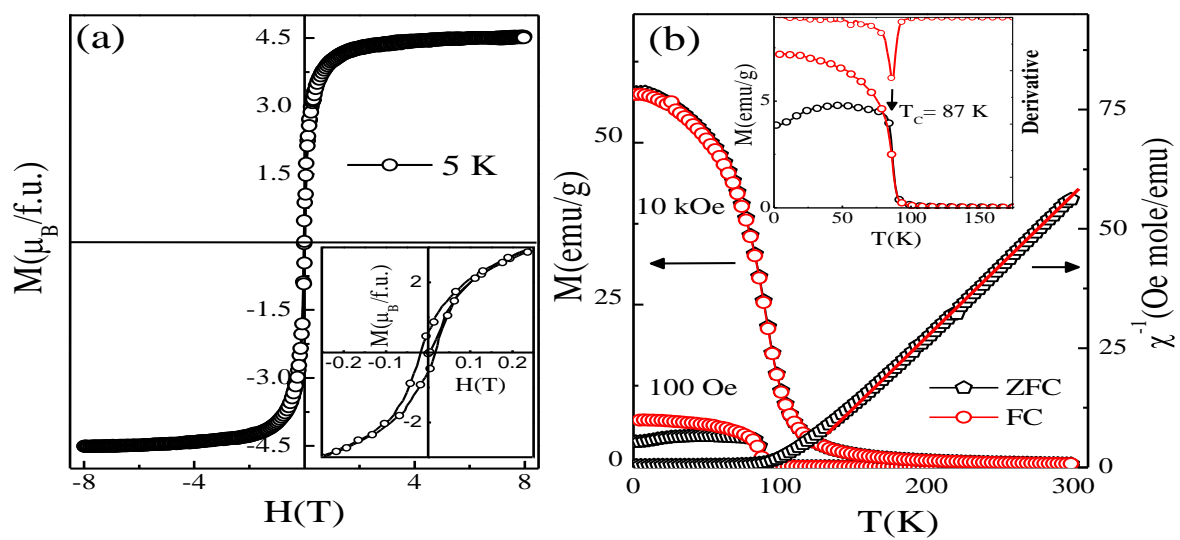 (a)
4.5
3.0
1.5
-1.5
-3.0
-4.5
M(μB/f.u.)
5 K
-8 -4 0 4 8
H(T)
M(μB/f.u.)
2
-2
-0.2 -0.1 0.1 0.2
H(T)
(b)
M(emu/g)
50
25
0
10 kOe
100 Oe
0 100 200 300
T(K)
ZFC
FC
75
50
25
0
χ-1(Oe mole/emu)
M(emu/g)
5
0
TC= 87 K
Derivative
0 50 100 150
T(K)